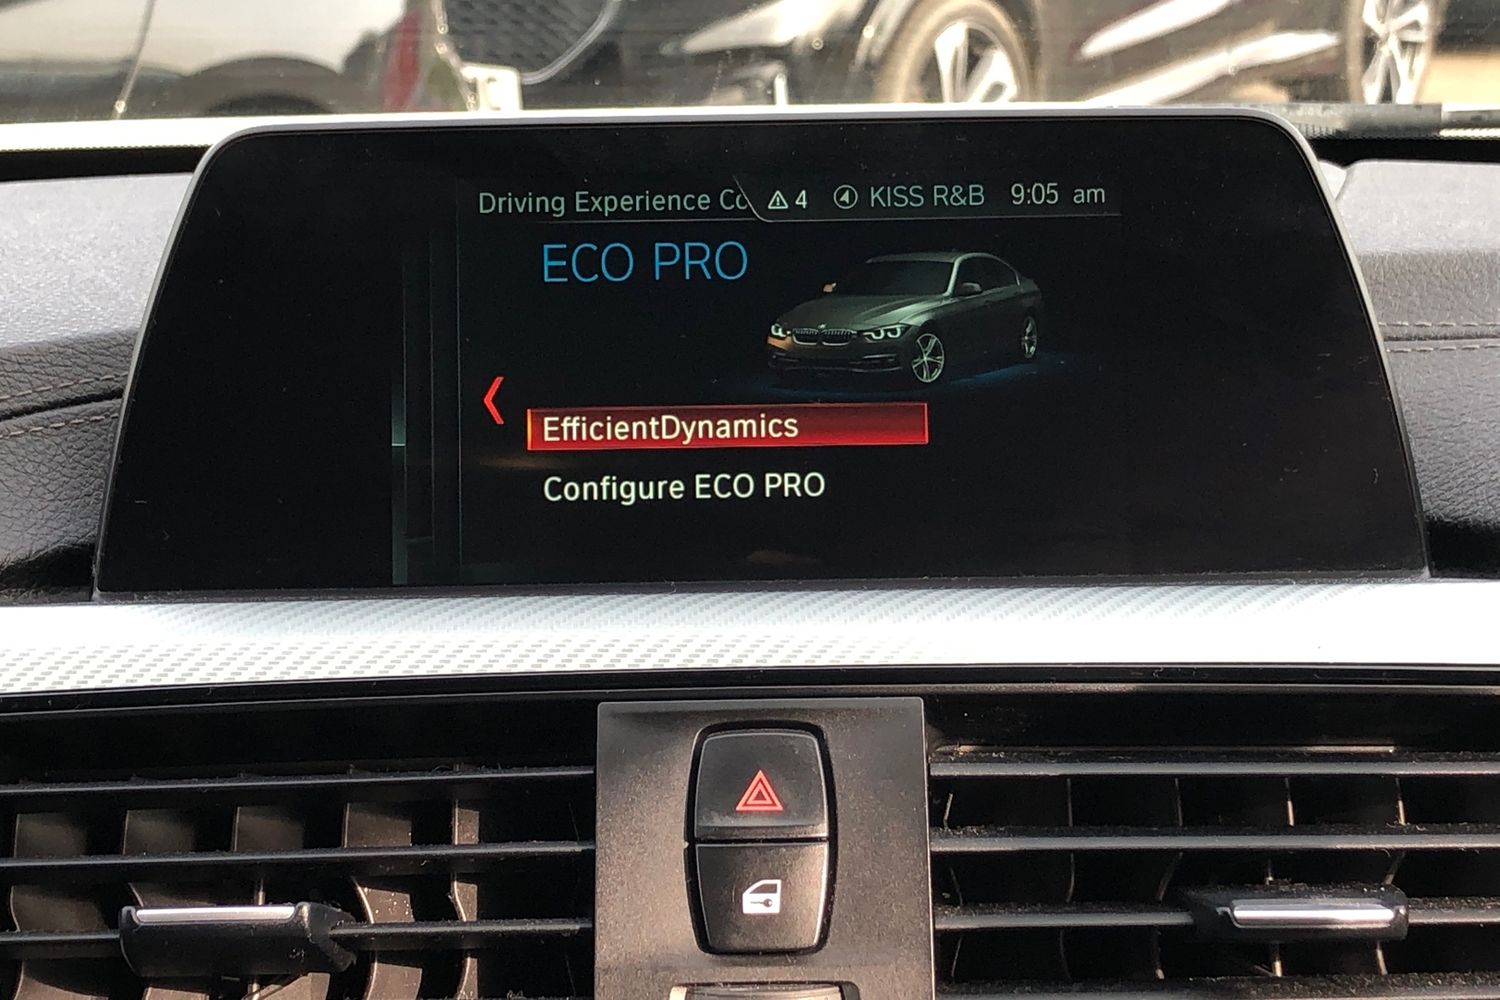 Driving Experience Co 4 KISS R&B 9:05 am
ECO PRO
EfficientDynamics
Configure ECO PRO